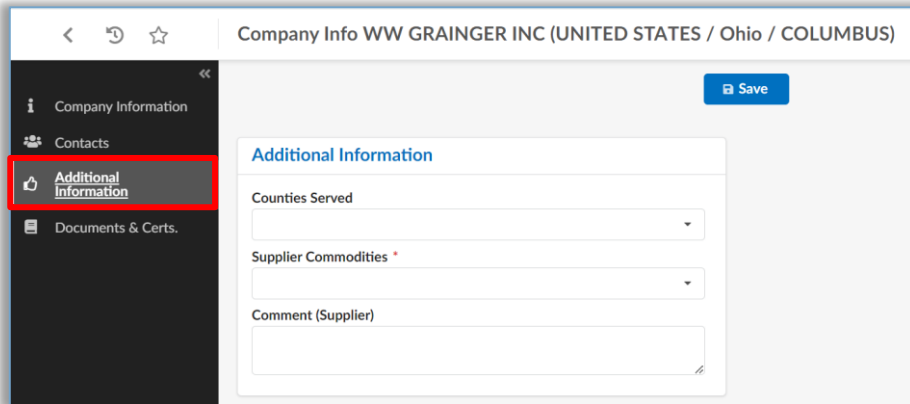 Company Info WW GRAINGER INC (UNITED STATES / Ohio / COLUMBUS)
Company Information
Contacts
Additional
Information
Documents & Certs.
Save
Additional Information
Counties Served
Supplier Commodities *
Comment (Supplier)